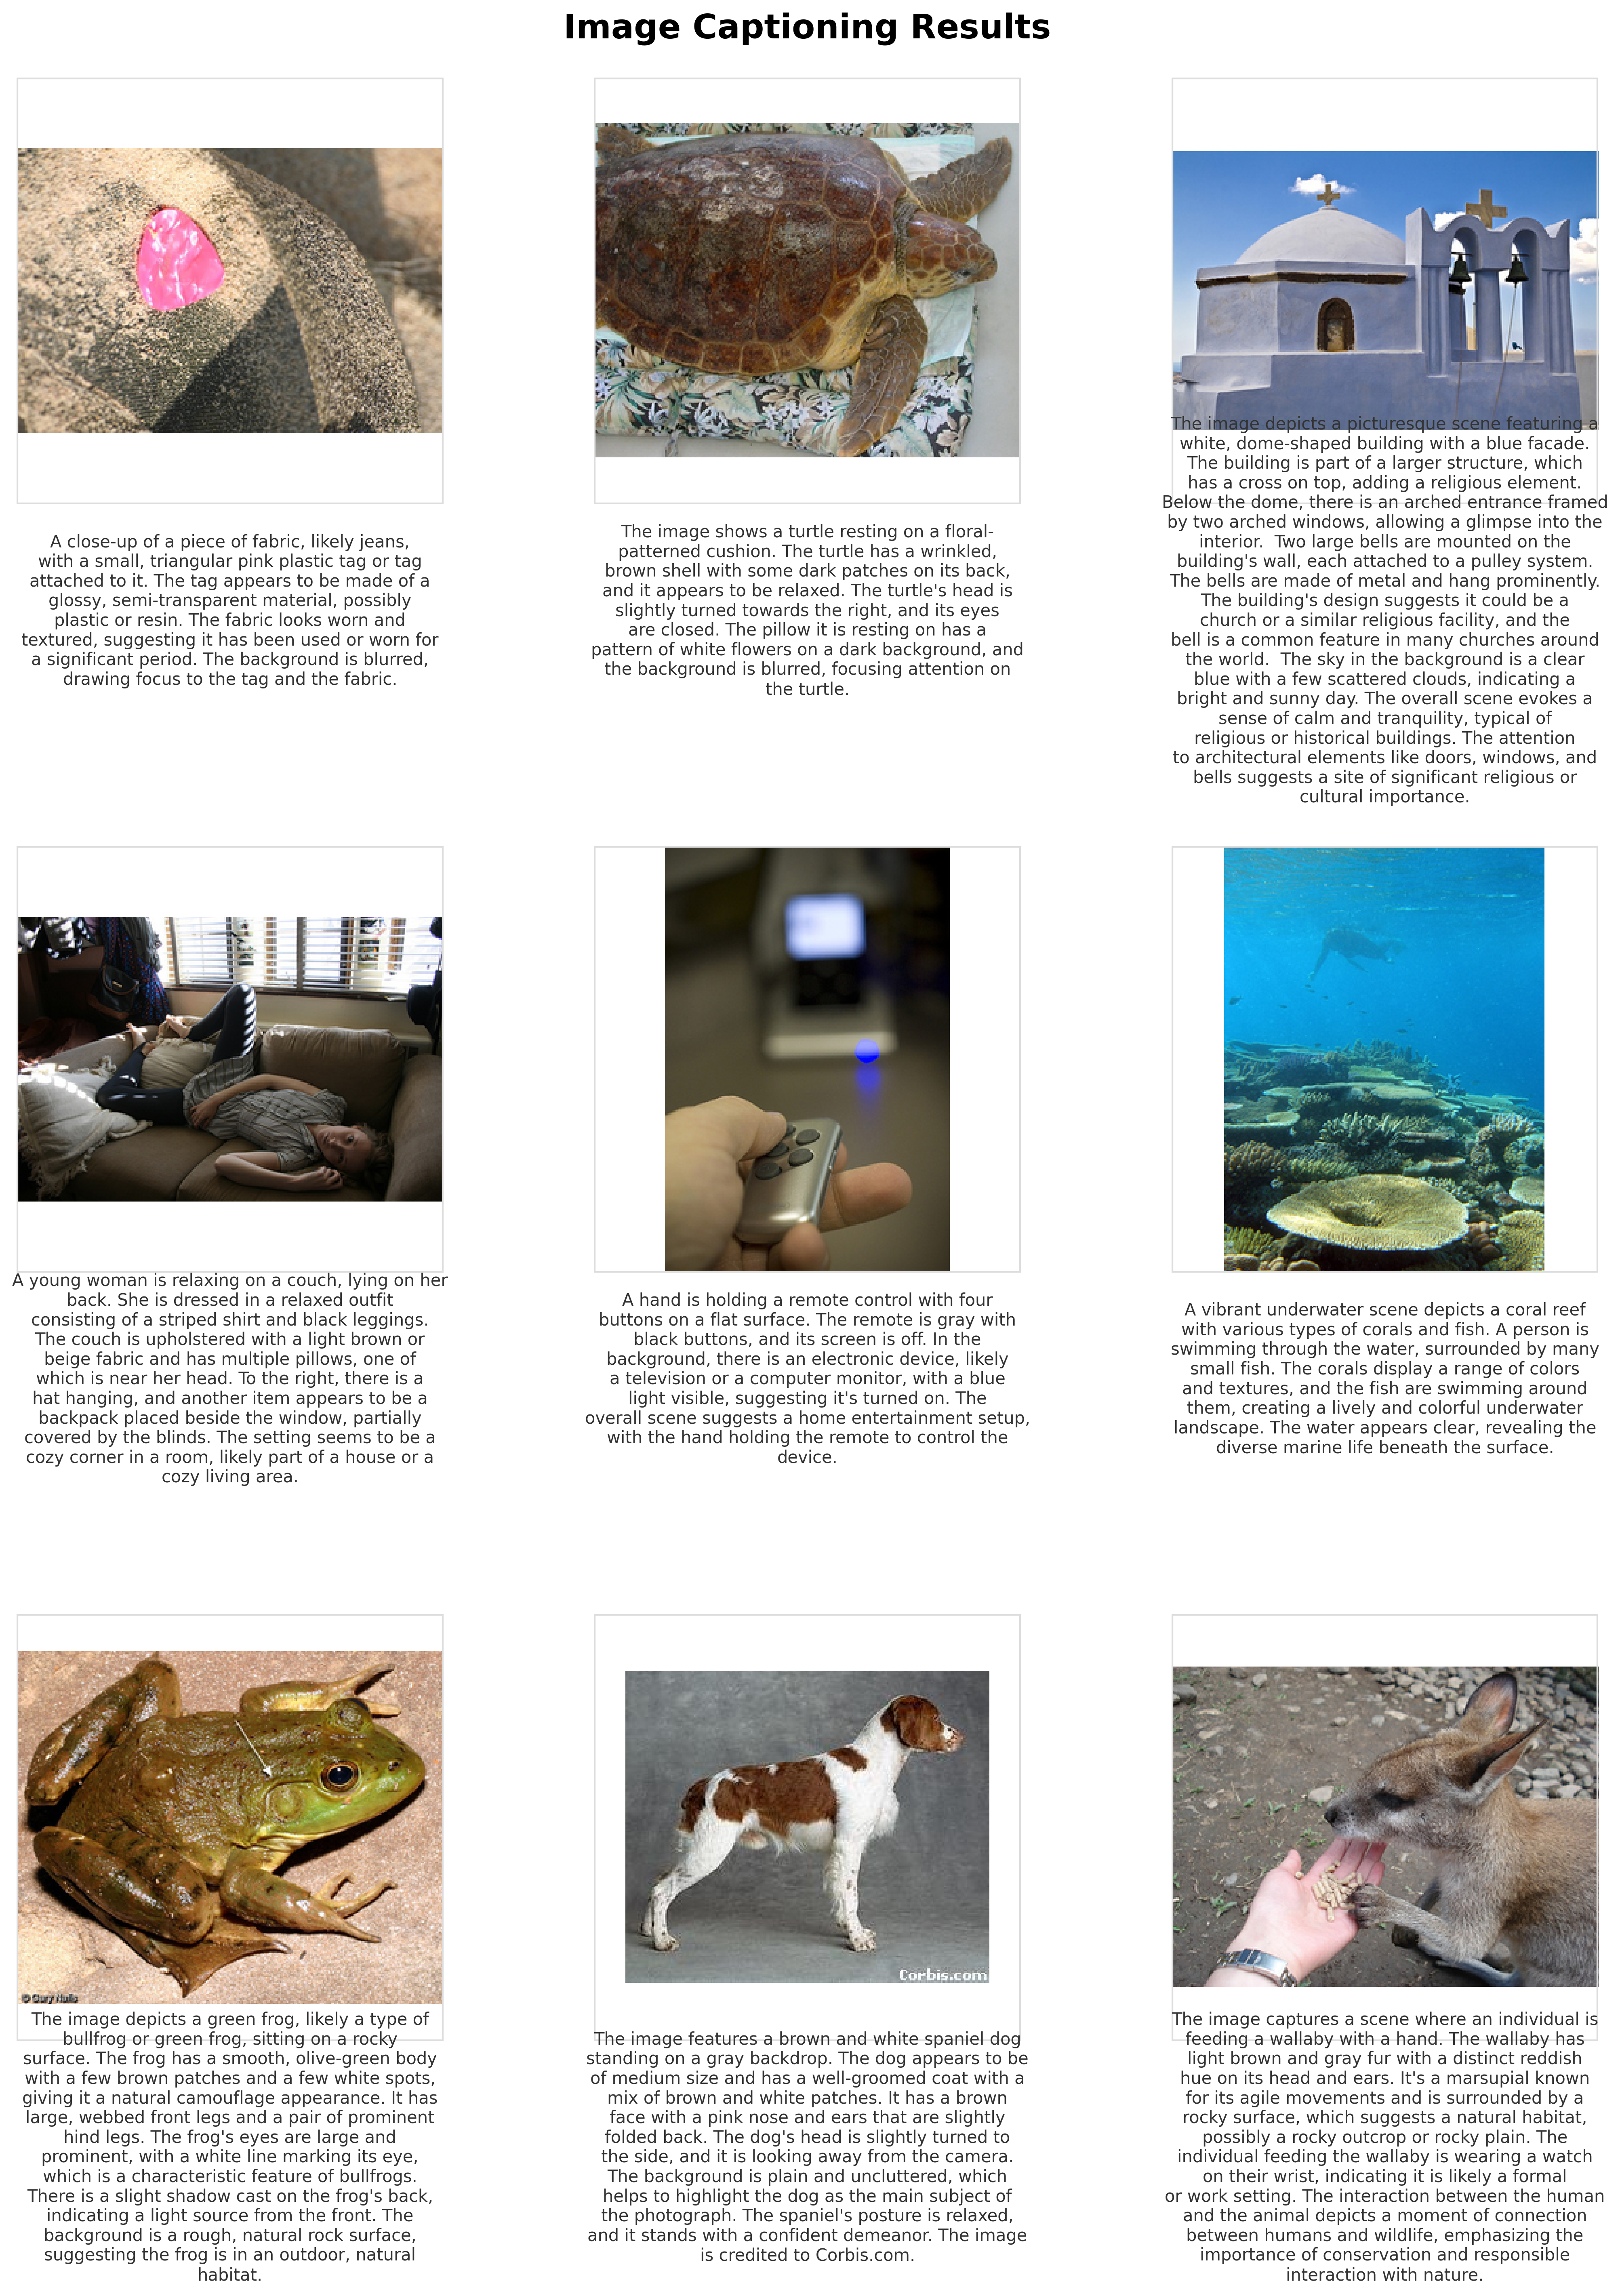 Image Captioning Results
A close-up of a piece of fabric, likely jeans,
with a small, triangular pink plastic tag or tag
attached to it. The tag appears to be made of a
glossy, semi-transparent material, possibly
plastic or resin. The fabric looks worn and
textured, suggesting it has been used or worn for
a significant period. The background is blurred,
drawing focus to the tag and the fabric.
The image shows a turtle resting on a floral-
patterned cushion. The turtle has a wrinkled,
brown shell with some dark patches on its back,
and it appears to be relaxed. The turtle's head is
slightly turned towards the right, and its eyes
are closed. The pillow it is resting on has a
pattern of white flowers on a dark background, and
the background is blurred, focusing attention on
the turtle.
The image depicts a picturesque scene featuring a
white, dome-shaped building with a blue facade.
The building is part of a larger structure, which
has a cross on top, adding a religious element.
Below the dome, there is an arched entrance framed
by two arched windows, allowing a glimpse into the
interior.  Two large bells are mounted on the
building's wall, each attached to a pulley system.
The bells are made of metal and hang prominently.
The building's design suggests it could be a
church or a similar religious facility, and the
bell is a common feature in many churches around
the world.  The sky in the background is a clear
blue with a few scattered clouds, indicating a
bright and sunny day. The overall scene evokes a
sense of calm and tranquility, typical of
religious or historical buildings. The attention
to architectural elements like doors, windows, and
bells suggests a site of significant religious or
cultural importance.
A young woman is relaxing on a couch, lying on her
back. She is dressed in a relaxed outfit
consisting of a striped shirt and black leggings.
The couch is upholstered with a light brown or
beige fabric and has multiple pillows, one of
which is near her head. To the right, there is a
hat hanging, and another item appears to be a
backpack placed beside the window, partially
covered by the blinds. The setting seems to be a
cozy corner in a room, likely part of a house or a
cozy living area.
A hand is holding a remote control with four
buttons on a flat surface. The remote is gray with
black buttons, and its screen is off. In the
background, there is an electronic device, likely
a television or a computer monitor, with a blue
light visible, suggesting it's turned on. The
overall scene suggests a home entertainment setup,
with the hand holding the remote to control the
device.
A vibrant underwater scene depicts a coral reef
with various types of corals and fish. A person is
swimming through the water, surrounded by many
small fish. The corals display a range of colors
and textures, and the fish are swimming around
them, creating a lively and colorful underwater
landscape. The water appears clear, revealing the
diverse marine life beneath the surface.
© Gary Nafis
The image depicts a green frog, likely a type of
bullfrog or green frog, sitting on a rocky
surface. The frog has a smooth, olive-green body
with a few brown patches and a few white spots,
giving it a natural camouflage appearance. It has
large, webbed front legs and a pair of prominent
hind legs. The frog's eyes are large and
prominent, with a white line marking its eye,
which is a characteristic feature of bullfrogs.
There is a slight shadow cast on the frog's back,
indicating a light source from the front. The
background is a rough, natural rock surface,
suggesting the frog is in an outdoor, natural
habitat.
Corbis.com
The image features a brown and white spaniel dog
standing on a gray backdrop. The dog appears to be
of medium size and has a well-groomed coat with a
mix of brown and white patches. It has a brown
face with a pink nose and ears that are slightly
folded back. The dog's head is slightly turned to
the side, and it is looking away from the camera.
The background is plain and uncluttered, which
helps to highlight the dog as the main subject of
the photograph. The spaniel's posture is relaxed,
and it stands with a confident demeanor. The image
is credited to Corbis.com.
The image captures a scene where an individual is
feeding a wallaby with a hand. The wallaby has
light brown and gray fur with a distinct reddish
hue on its head and ears. It's a marsupial known
for its agile movements and is surrounded by a
rocky surface, which suggests a natural habitat,
possibly a rocky outcrop or rocky plain. The
individual feeding the wallaby is wearing a watch
on their wrist, indicating it is likely a formal
or work setting. The interaction between the human
and the animal depicts a moment of connection
between humans and wildlife, emphasizing the
importance of conservation and responsible
interaction with nature.